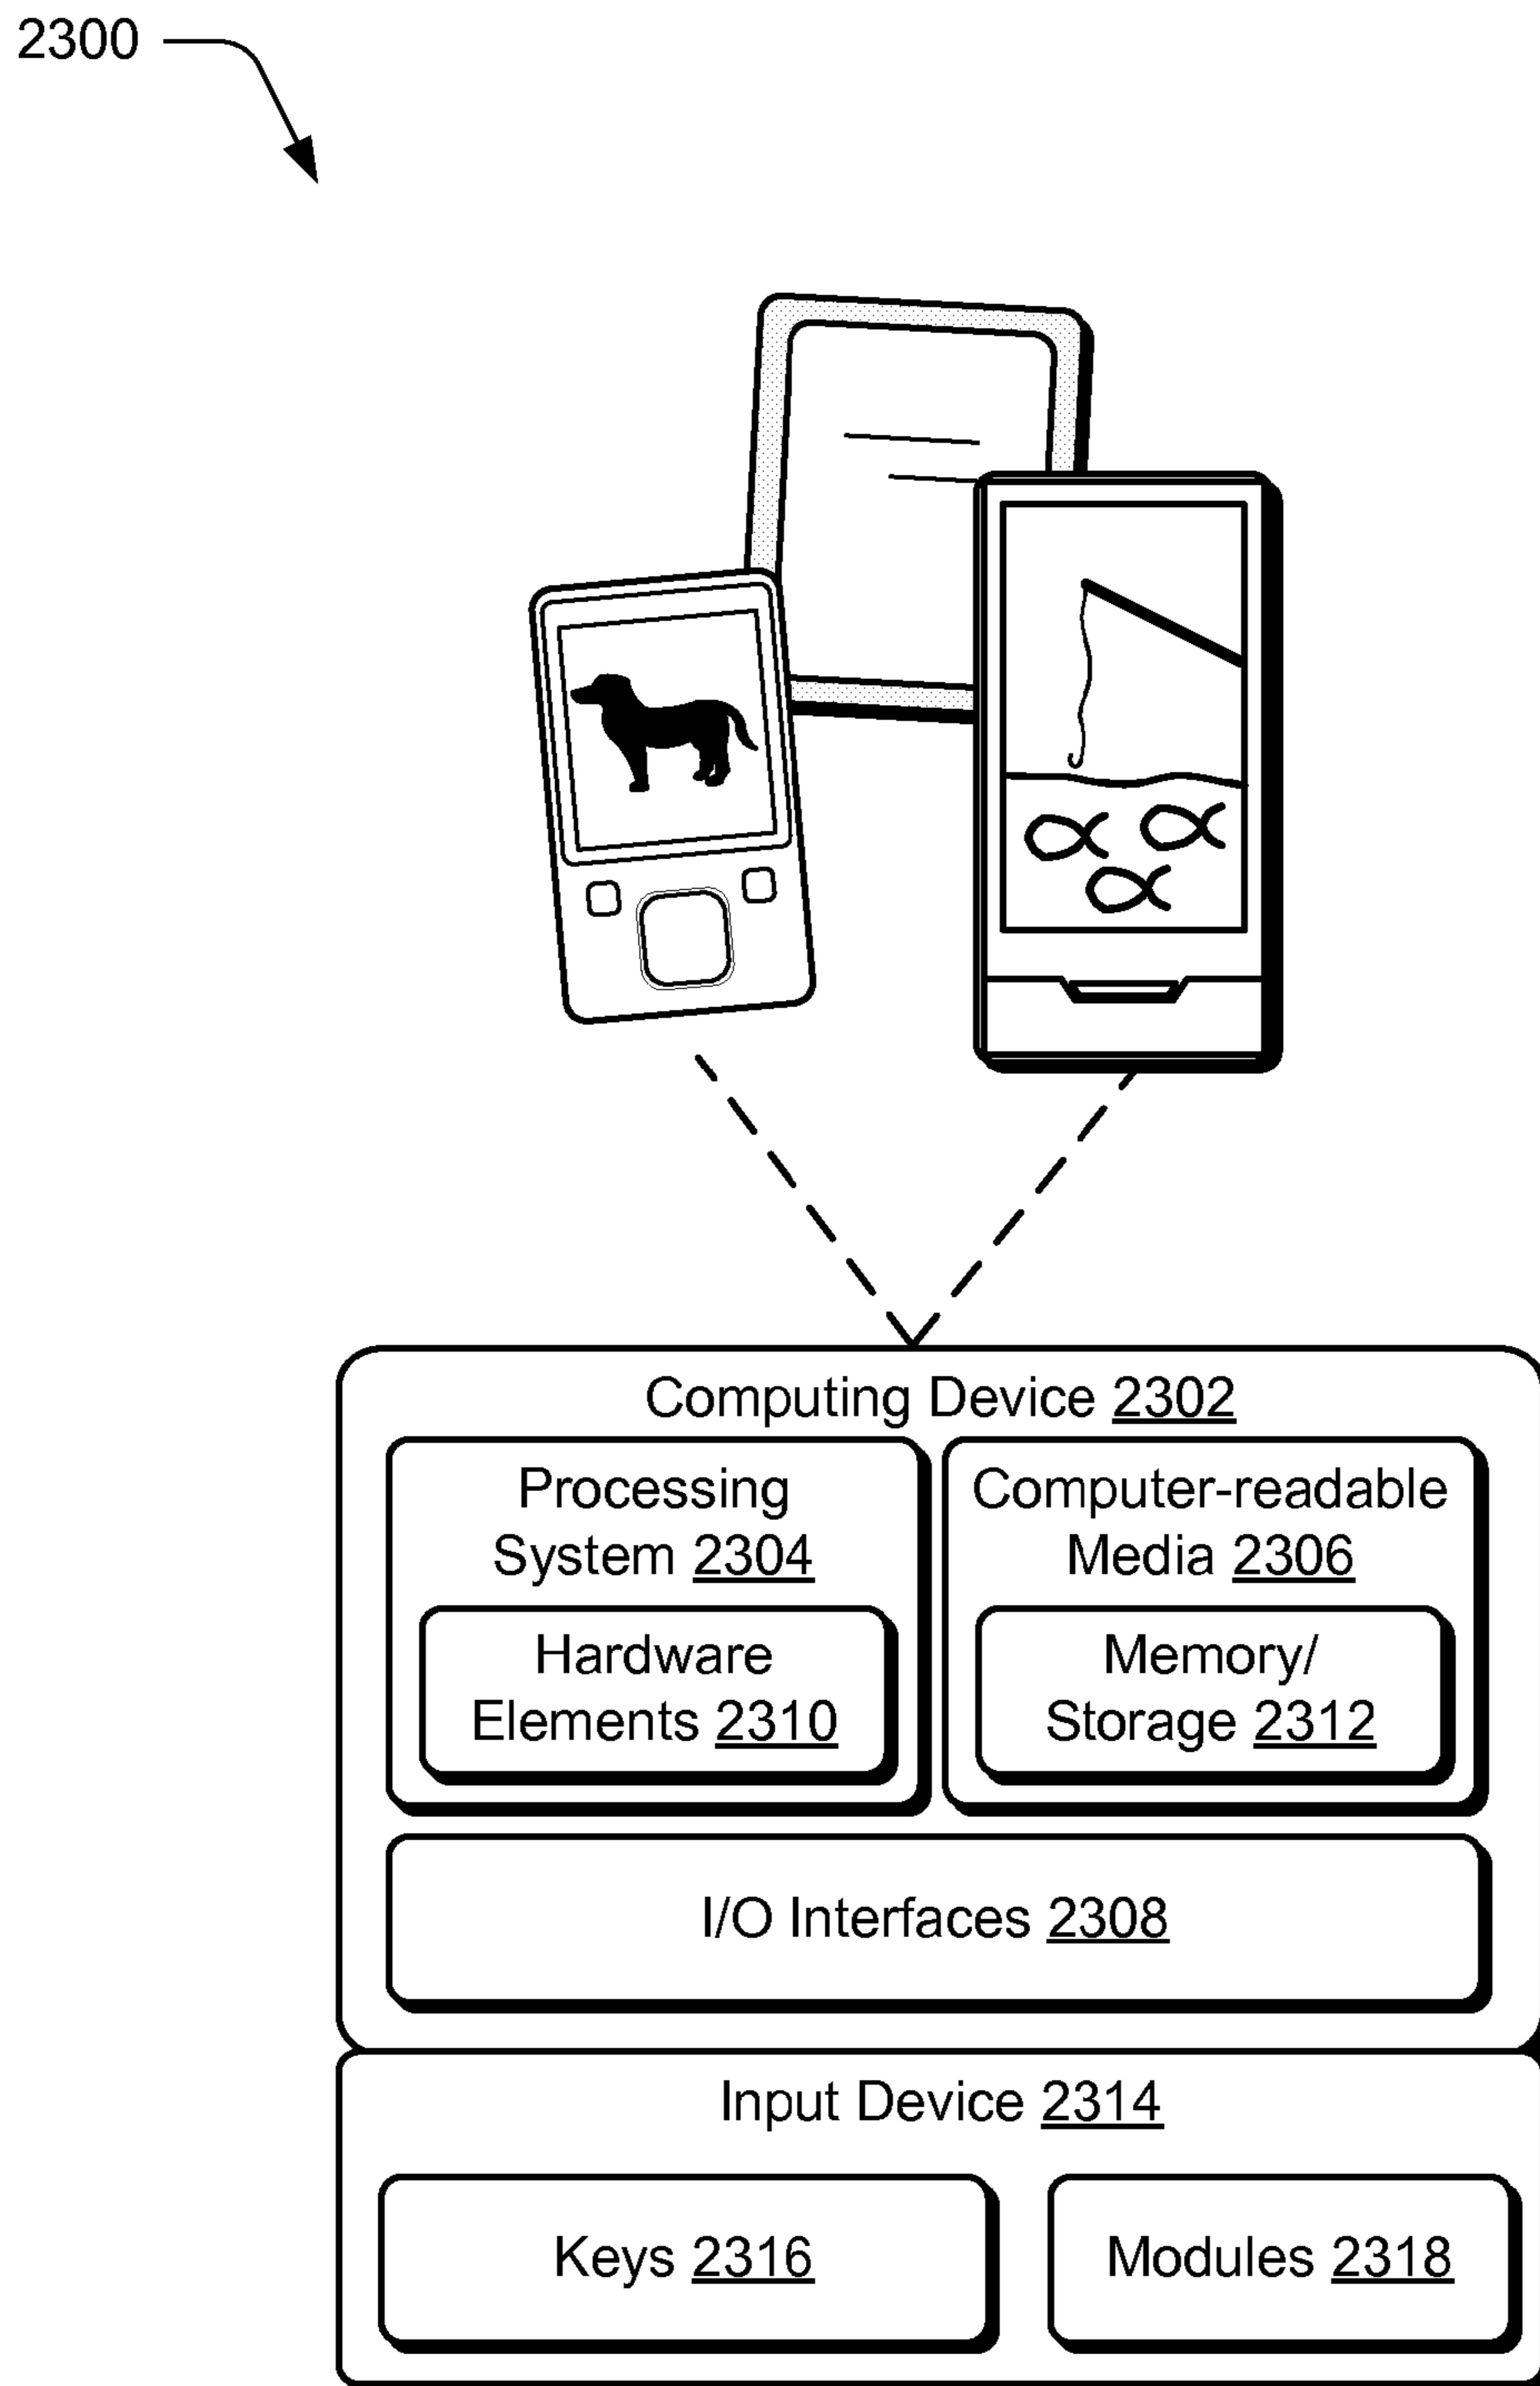 2300
Computing Device 2302
Processing
System 2304
Hardware
Elements 2310
Computer-readable
Media 2306
Memory/
Storage 2312
I/O Interfaces 2308
Input Device 2314
Keys 2316
Modules 2318